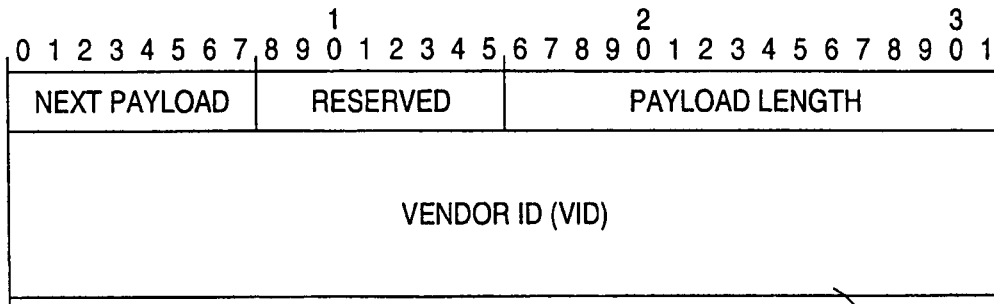 1 2 3
0 1 2 3 4 5 6 7 8 9 0 1 2 3 4 5 6 7 8 9 0 1 2 3 4 5 6 7 8 9 0 1
NEXT PAYLOAD RESERVED PAYLOAD LENGTH
VENDOR ID (VID)